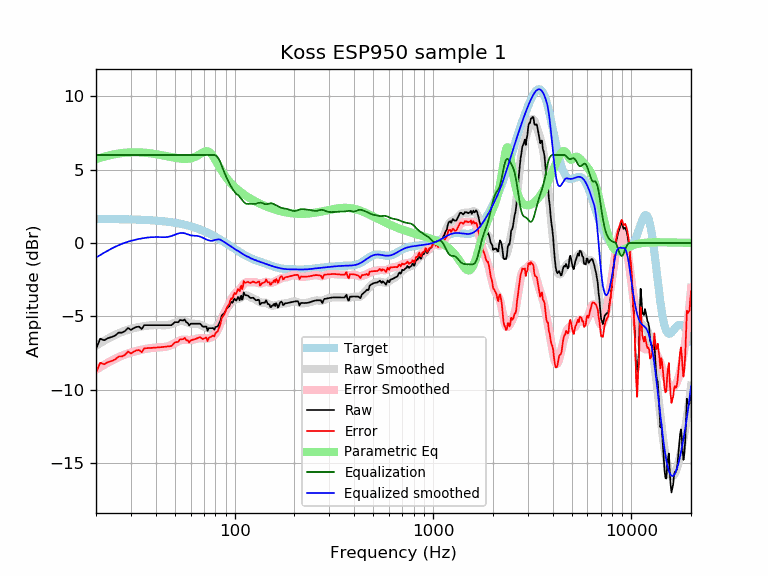 Koss ESP950 sample 1
Amplitude (dBr)
10
5
0
−5
−10
−15
Target
Raw Smoothed
Error Smoothed
Raw
Error
Parametric Eq
Equalization
Equalized smoothed
100
1000
10000
Frequency (Hz)